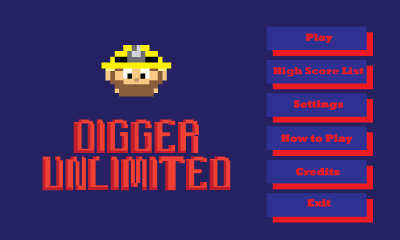 DIGGER
UNLIMITED
Play
High Score List
Settings
How to Play
Credits
Exit